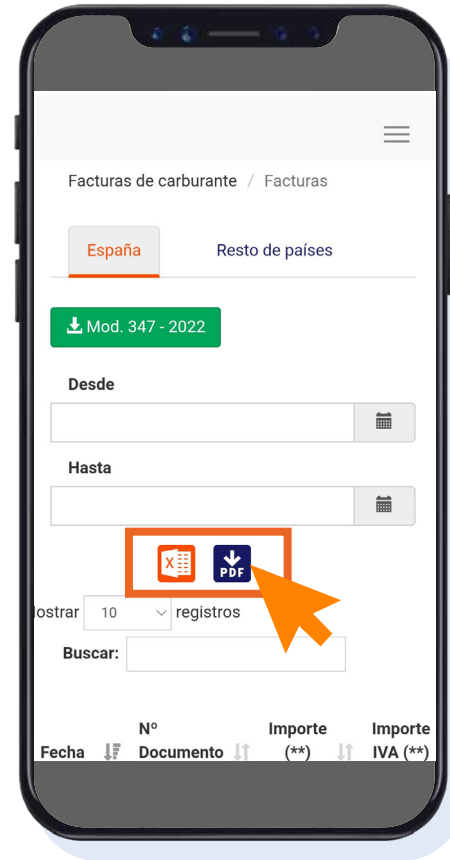 Facturas de carburante / Facturas
España Resto de países
Mod. 347 - 2022
Desde
Hasta
X PDF
ostrar 10 registros
Buscar:
Fecha Nº Documento Importe (**) Importe IVA (**)